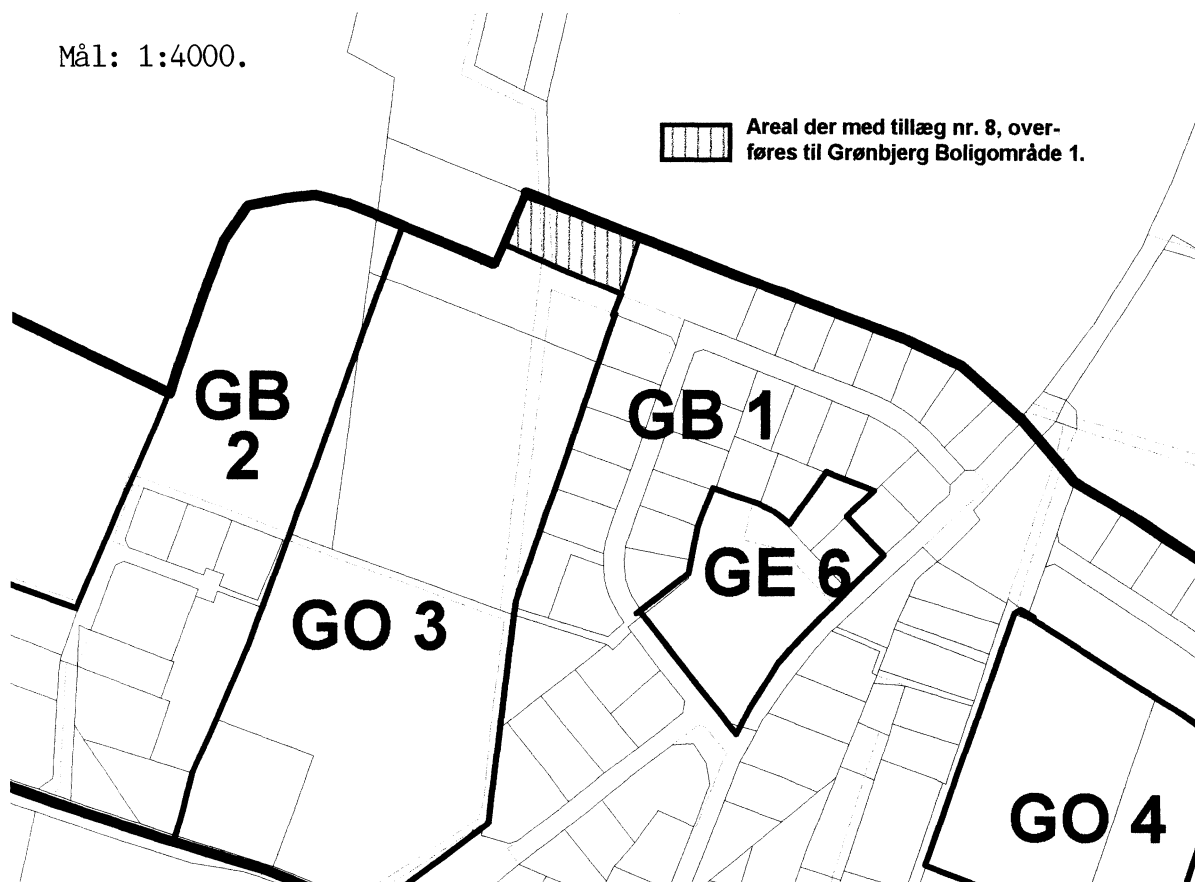 Mål: 1:4000.
Areal der med tillæg nr. 8, over-
føres til Grønbjerg Boligområde 1.
GB
2
GB 1
GE 6
GO 3
GO 4